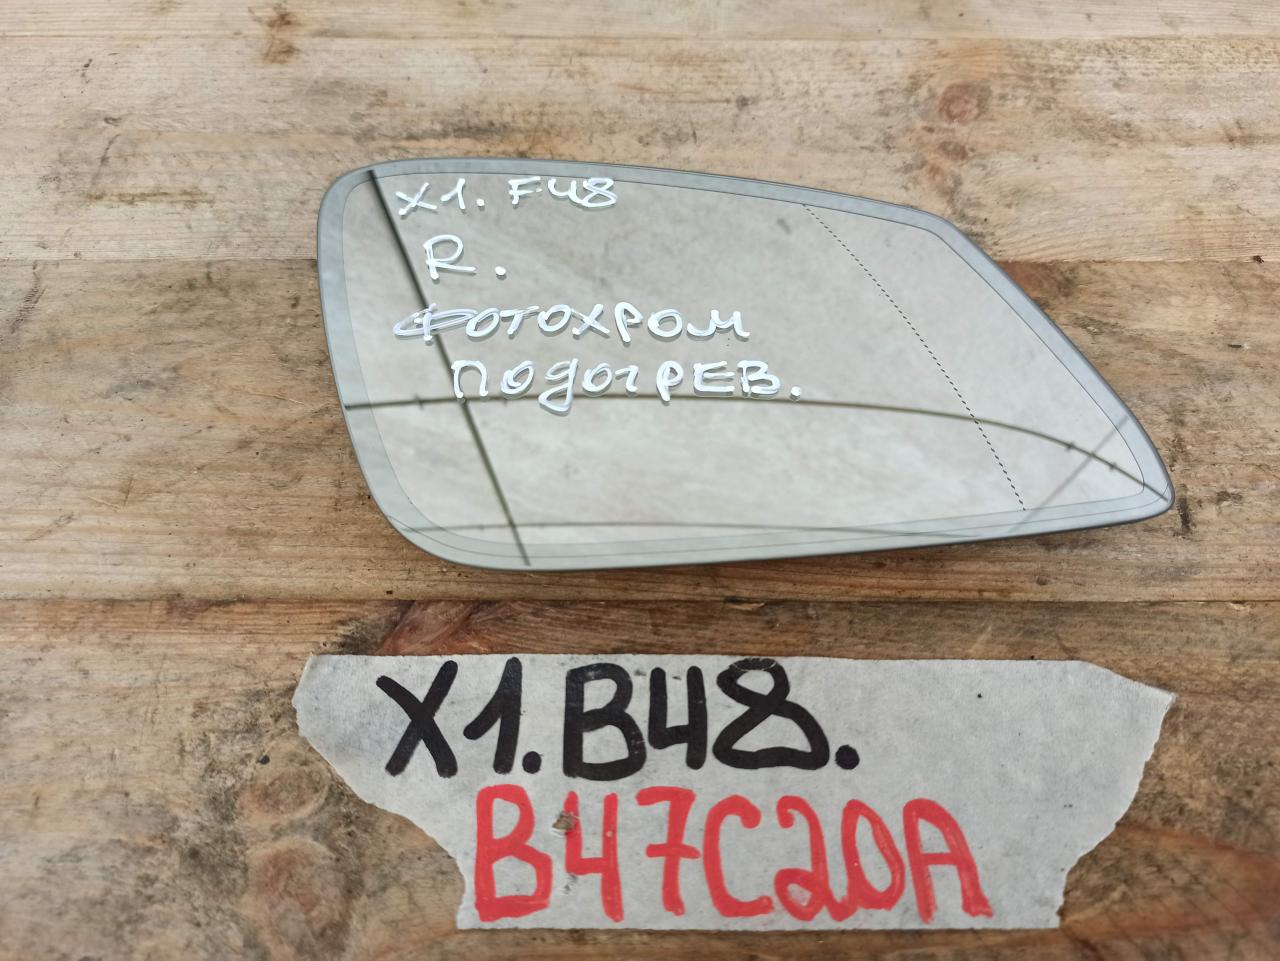 X1. F48
R.
ФОТОХРОМ
ПОДОГРЕВ.
X1.B48.
B47C20A